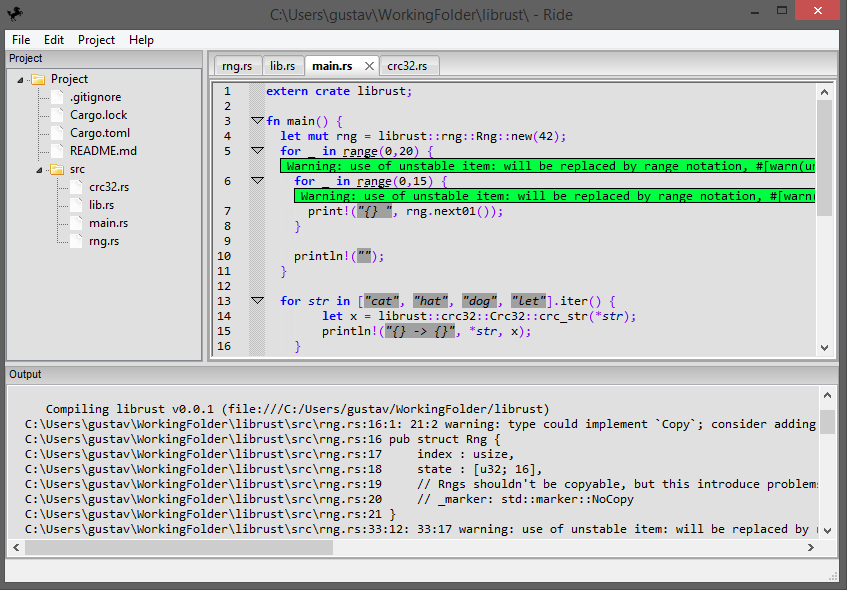 C:\Users\gustav\WorkingFolder\librust\ - Ride
File Edit Project Help
Project
Project
.gitignore
Cargo.lock
Cargo.toml
README.md
src
crc32.rs
lib.rs
main.rs
rng.rs
rng.rs lib.rs main.rs crc32.rs
1 extern crate librust;
2
3 fn main() {
4 let mut rng = librust::rng::Rng::new(42);
5 for _ in range(0,20) {
Warning: use of unstable item: will be replaced by range notation, #[warn(un
6 for _ in range(0,15) {
Warning: use of unstable item: will be replaced by range notation, #[warn(
7 print!("{} ", rng.next01());
8 }
9
10 println!("");
11 }
12
13 for str in ["cat", "hat", "dog", "let"].iter() {
14 let x = librust::crc32::Crc32::crc_str(*str);
15 println!("{} -> {}", *str, x);
16 }
Output
Compiling librust v0.0.1 (file:///C:/Users/gustav/WorkingFolder/librust)
C:\Users\gustav\WorkingFolder\librust\src\rng.rs:16:1: 21:2 warning: type could implement `Copy`; consider adding
C:\Users\gustav\WorkingFolder\librust\src\rng.rs:16 pub struct Rng {
C:\Users\gustav\WorkingFolder\librust\src\rng.rs:17 index : usize,
C:\Users\gustav\WorkingFolder\librust\src\rng.rs:18 state : [u32; 16],
C:\Users\gustav\WorkingFolder\librust\src\rng.rs:19 // Rngs shouldn't be copyable, but this introduce problems
C:\Users\gustav\WorkingFolder\librust\src\rng.rs:20 // _marker: std::marker::NoCopy
C:\Users\gustav\WorkingFolder\librust\src\rng.rs:21 }
C:\Users\gustav\WorkingFolder\librust\src\rng.rs:33:12: 33:17 warning: use of unstable item: will be replaced by